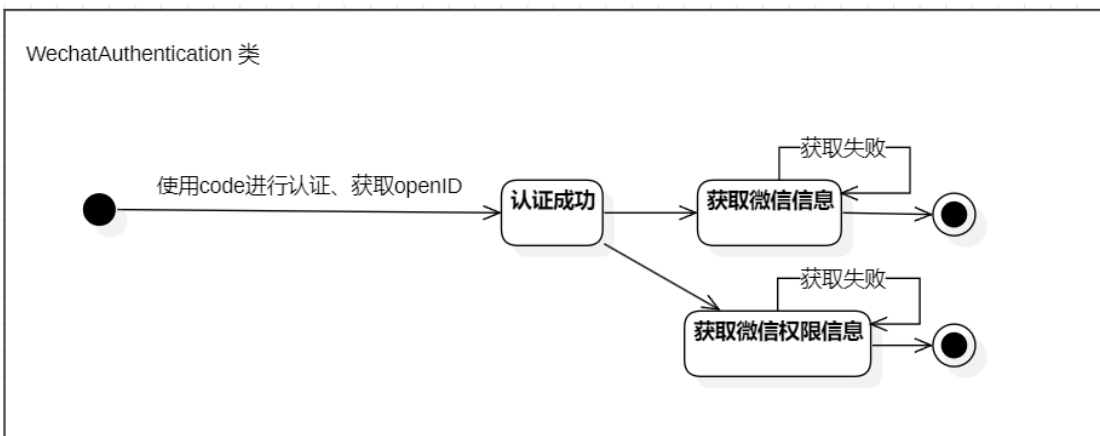 WechatAuthentication 类
使用code进行认证、获取openID
认证成功
获取失败
获取微信信息
获取失败
获取微信权限信息